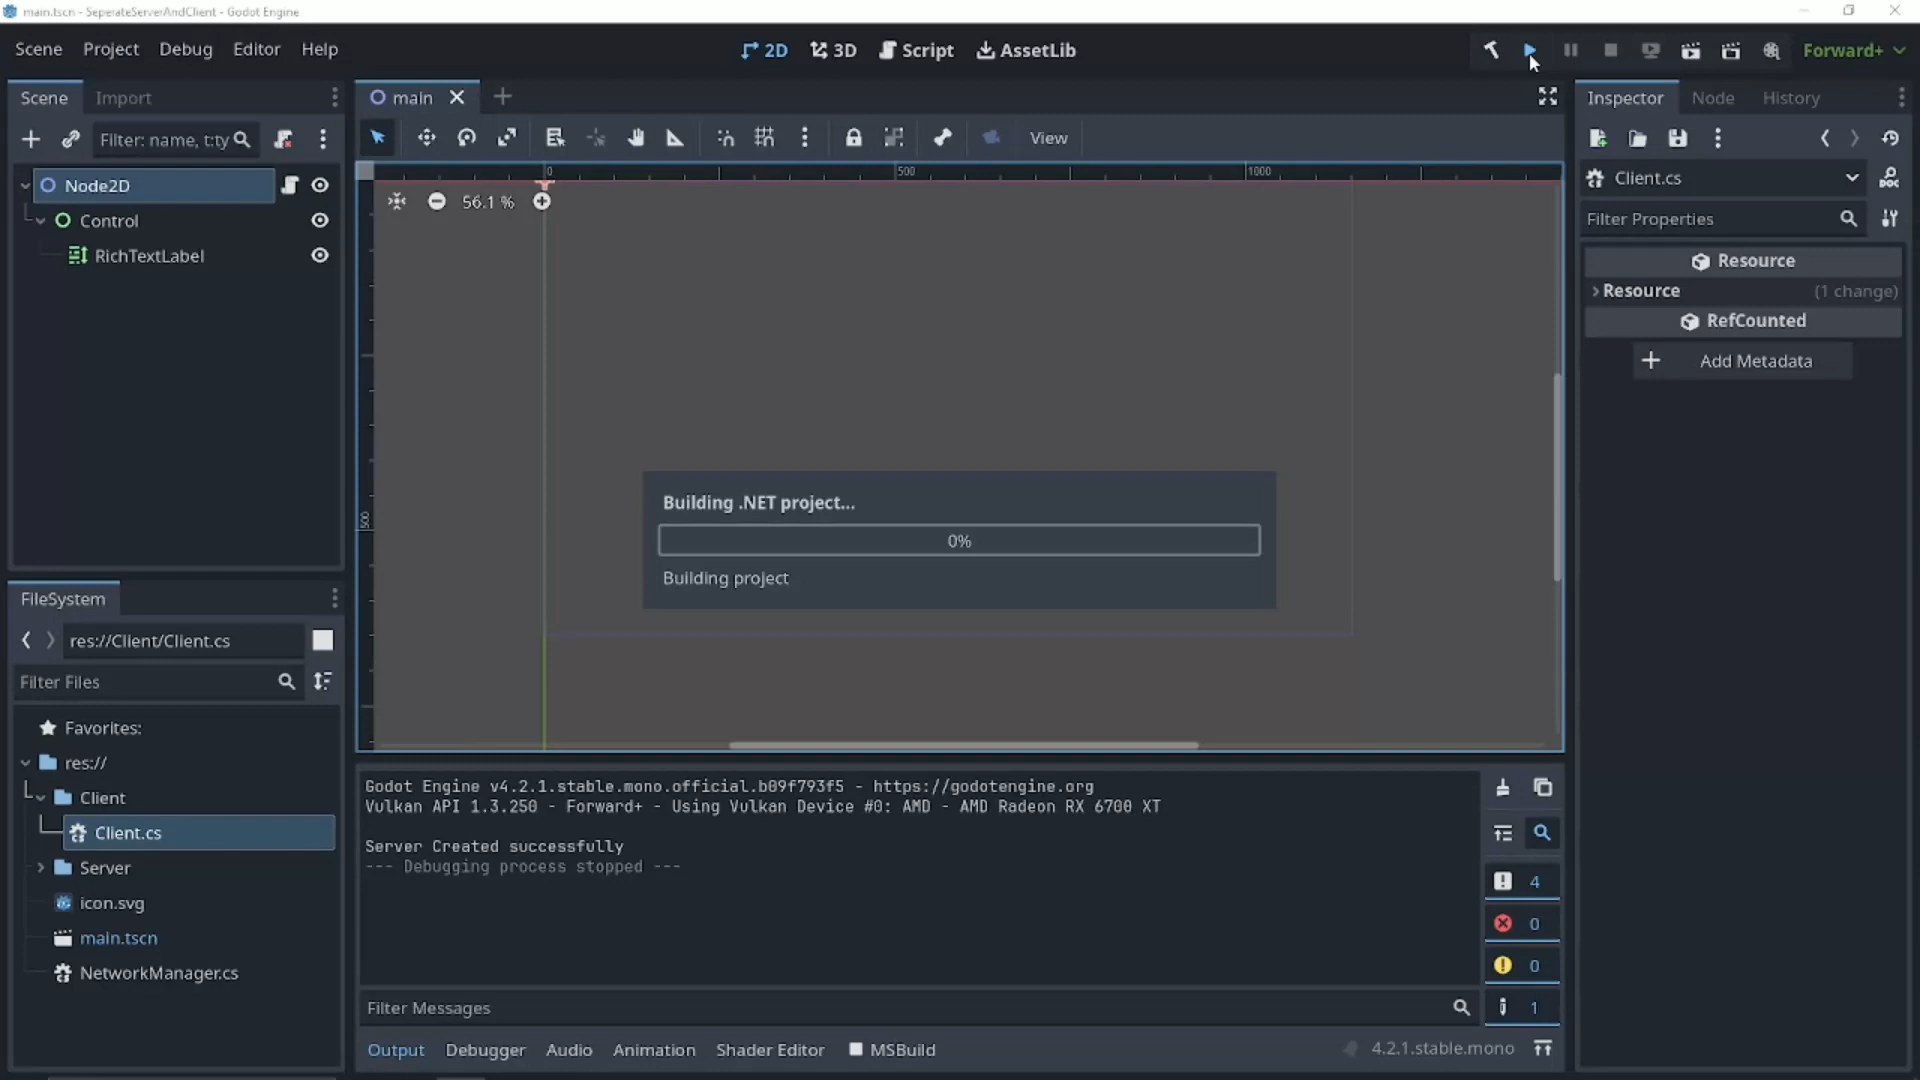 main.tscn - SeperateServerAndClient - Godot Engine
Scene Project Debug Editor Help
2D 3D Script AssetLib
Forward+
Scene Import
main
Inspector Node History
Filter: name, t:ty
View
Client.cs
Filter Properties
Node2D
Control
RichTextLabel
0 500 1000
56.1 %
500
Resource
Resource (1 change)
RefCounted
Add Metadata
Building .NET project...
0%
Building project
FileSystem
res://Client/Client.cs
Filter Files
Favorites:
res://
Client
Client.cs
Server
icon.svg
main.tscn
NetworkManager.cs
Godot Engine v4.2.1.stable.mono.official.b09f793f5 - https://godotengine.org
Vulkan API 1.3.250 - Forward+ - Using Vulkan Device #0: AMD - AMD Radeon RX 6700 XT
Server Created successfully
--- Debugging process stopped ---
4
0
0
1
Filter Messages
Output Debugger Audio Animation Shader Editor MSBuild
4.2.1.stable.mono